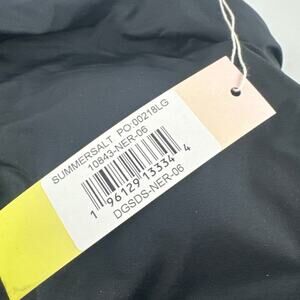 SUMMERSALT PO:00218LG
10843-NER-06
1 96129 13334 4
DGSDS-NER-06